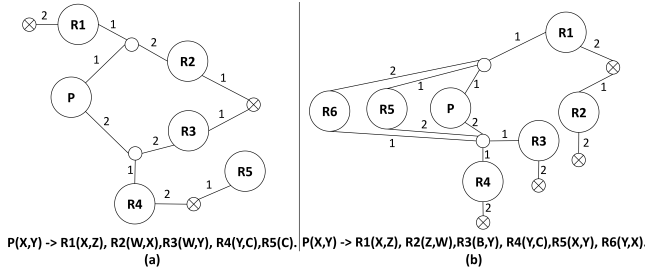 2
R1
1
1
2
R2
1
P
2
R3
1
2
1
R5
R4
2
1
P(X,Y) -> R1(X,Z), R2(W,X),R3(W,Y), R4(Y,C),R5(C).
(a)
R1
1
2
2
1
1
1
R6
R5
P
R2
2
2
1
1
R3
2
1
R4
2
2
P(X,Y) -> R1(X,Z), R2(Z,W),R3(B,Y), R4(Y,C),R5(X,Y), R6(Y,X).
(b)